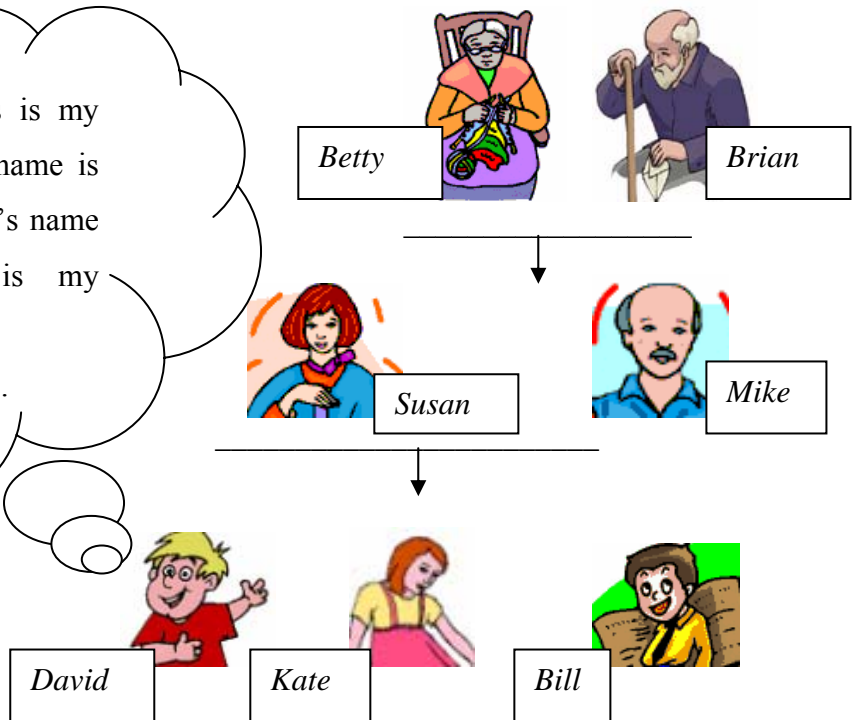 is my
name is
's name
is my
.
Betty
Brian
Susan
Mike
David
Kate
Bill